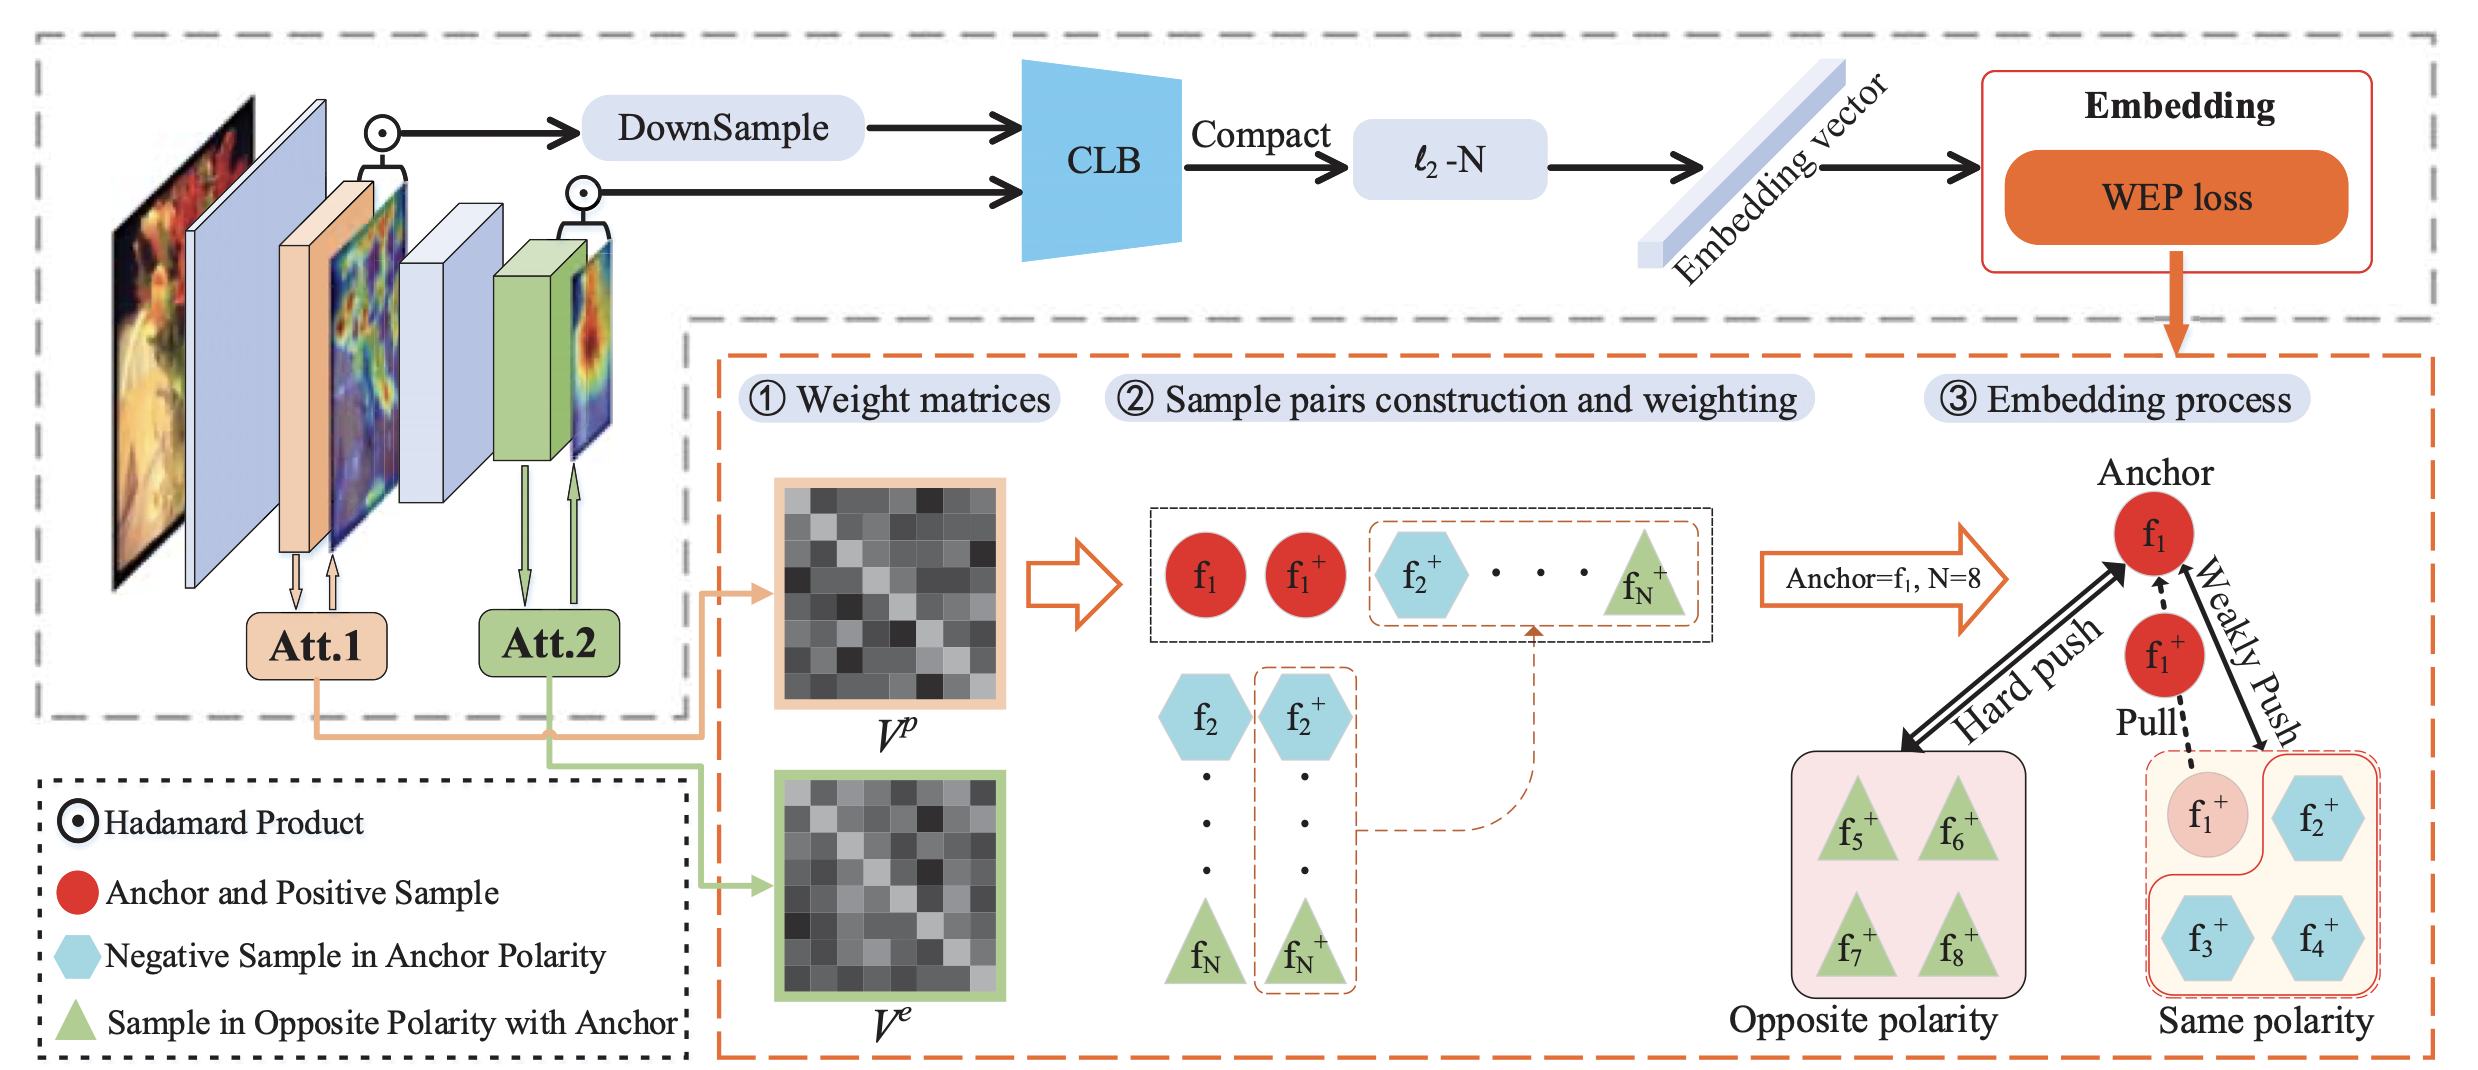 DownSample
CLB
Compact
ℓ₂ -N
Embedding vector
Embedding
WEP loss
Att.1
Att.2
① Weight matrices
② Sample pairs construction and weighting
③ Embedding process
Vᵖ
Vᵉ
f₁
f₁⁺
f₂⁺
· · ·
f_N⁺
f₂
f₂⁺
f_N
f_N⁺
Anchor=f₁, N=8
Anchor
f₁
f₁⁺
Hard push
Pull
Weakly Push
f₅⁺
f₆⁺
f₇⁺
f₈⁺
Opposite polarity
f₁⁺
f₂⁺
f₃⁺
f₄⁺
Same polarity
Hadamard Product
Anchor and Positive Sample
Negative Sample in Anchor Polarity
Sample in Opposite Polarity with Anchor